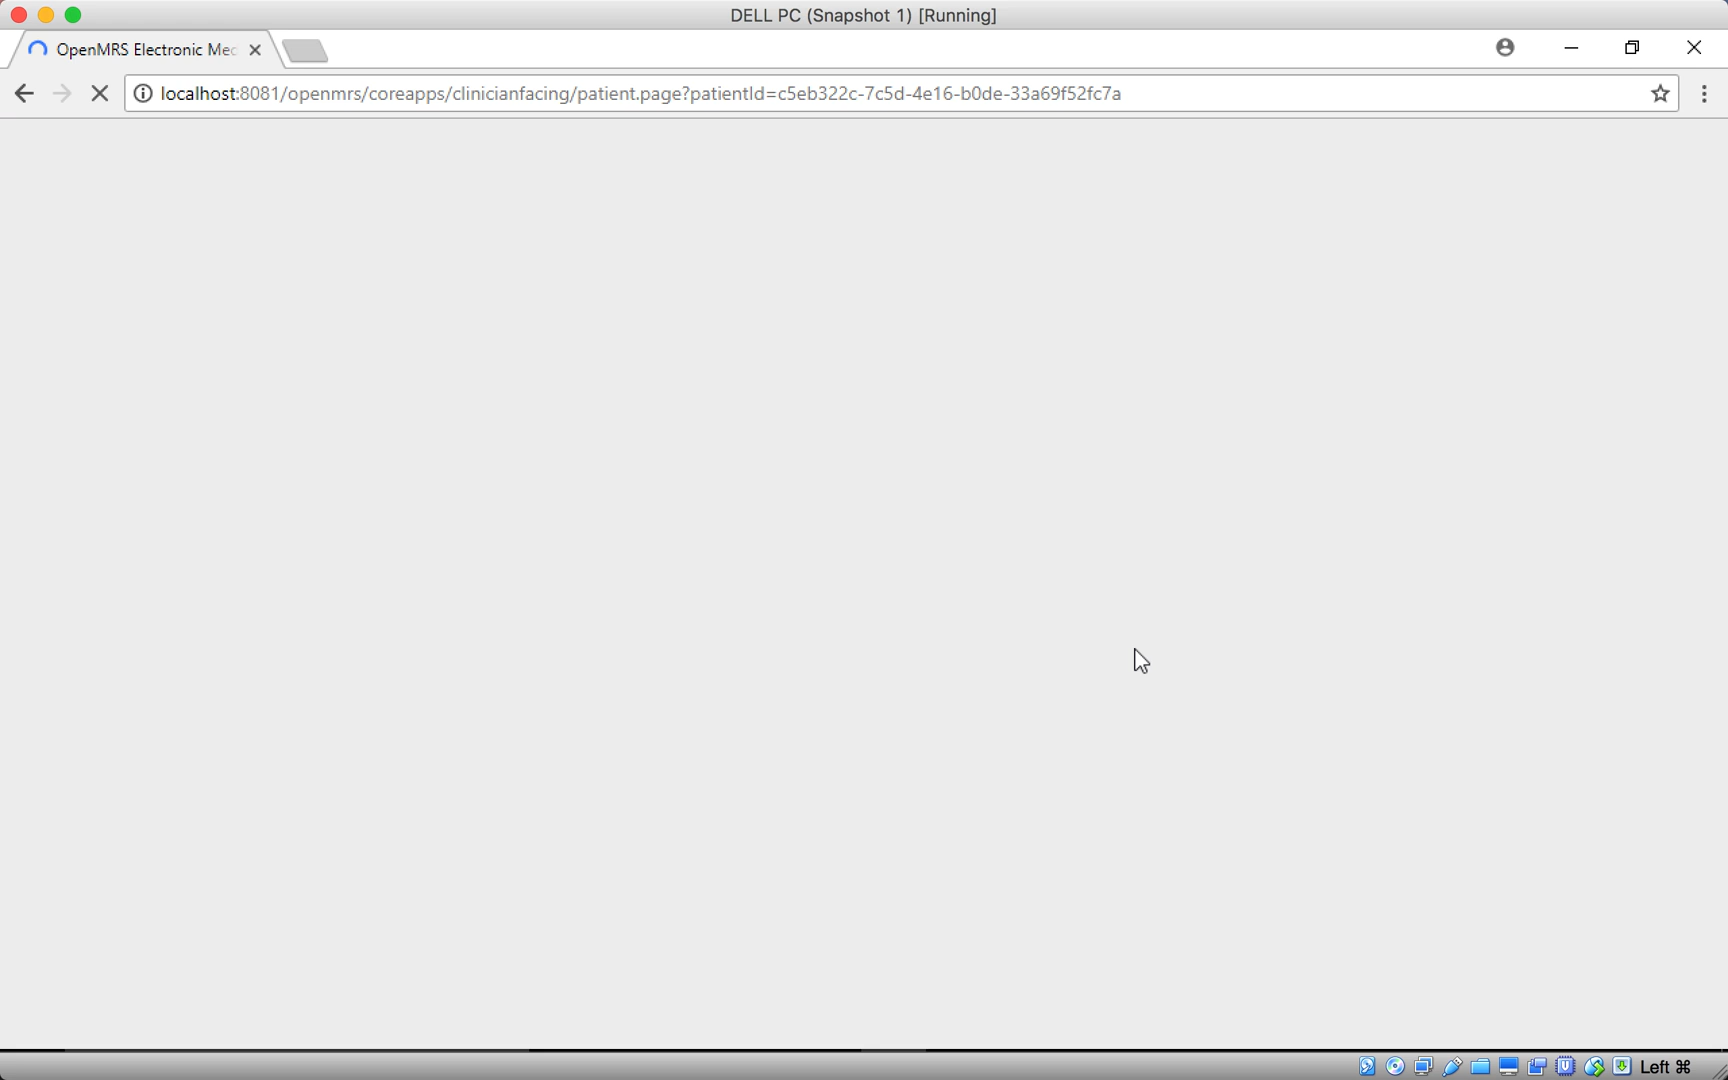 DELL PC (Snapshot 1) [Running]
OpenMRS Electronic Mec
localhost:8081/openmrs/coreapps/clinicianfacing/patient.page?patientId=c5eb322c-7c5d-4e16-b0de-33a69f52fc7a
Left ⌘